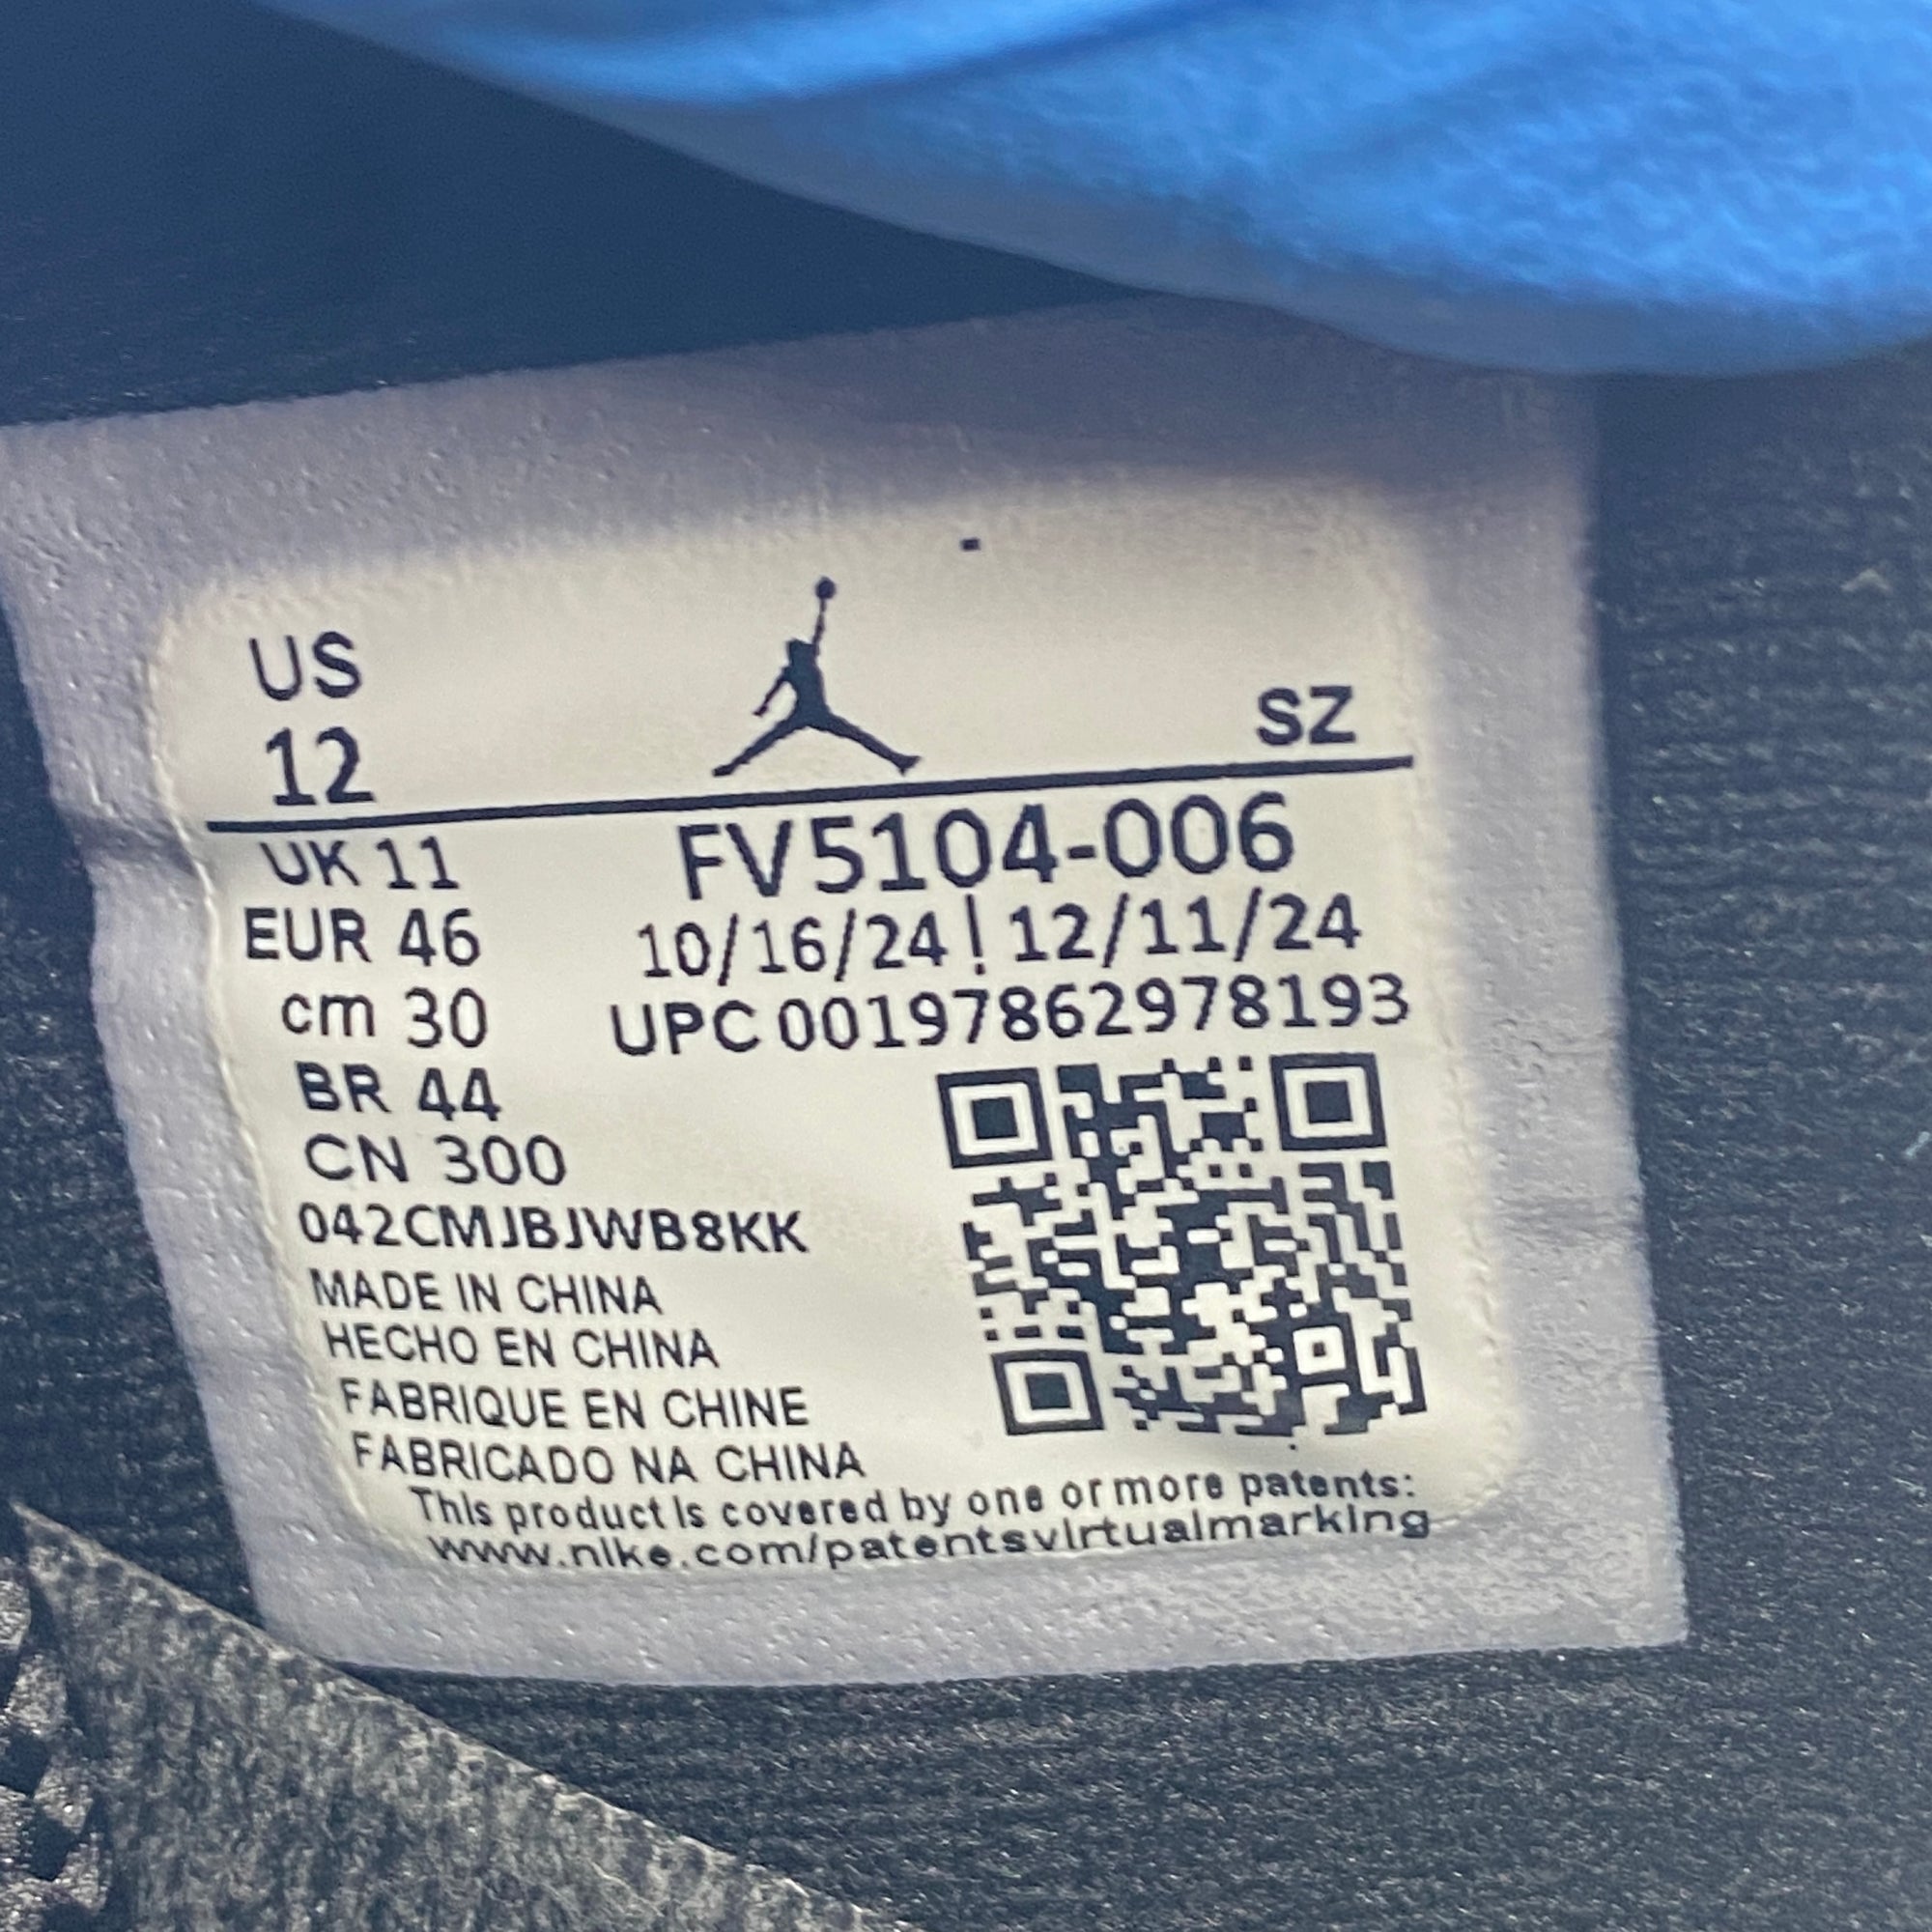 US
12
SZ
UK 11
FV5104-006
EUR 46
10/16/24 | 12/11/24
cm 30
UPC 00197862978193
BR 44
CN 300
042CMJBJWB8KK
MADE IN CHINA
HECHO EN CHINA
FABRIQUE EN CHINE
FABRICADO NA CHINA
This product is covered by one or more patents:
www.nike.com/patentsvirtualmarking